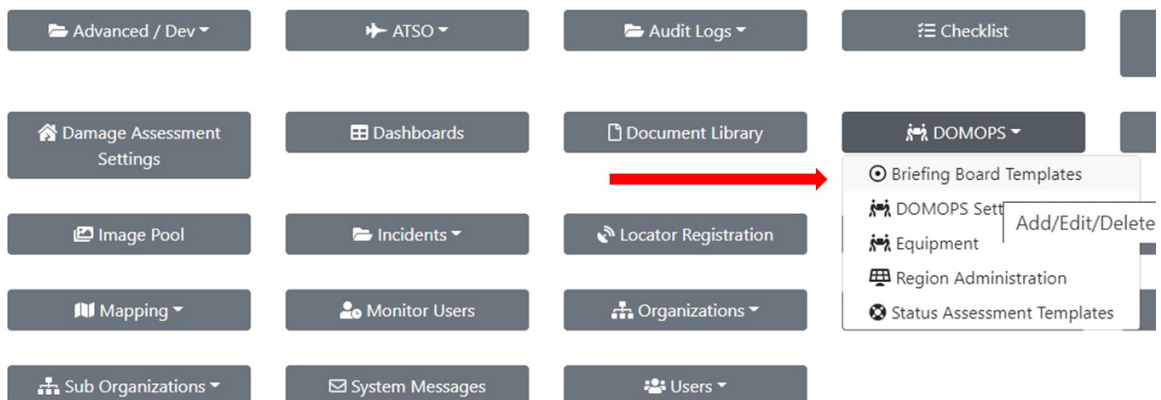 Advanced / Dev
ATSO
Audit Logs
Checklist
Damage Assessment
Settings
Dashboards
Document Library
DOMOPS
Briefing Board Templates
DOMOPS Sett
Add/Edit/Delete
Equipment
Region Administration
Status Assessment Templates
Image Pool
Incidents
Locator Registration
Mapping
Monitor Users
Organizations
Sub Organizations
System Messages
Users